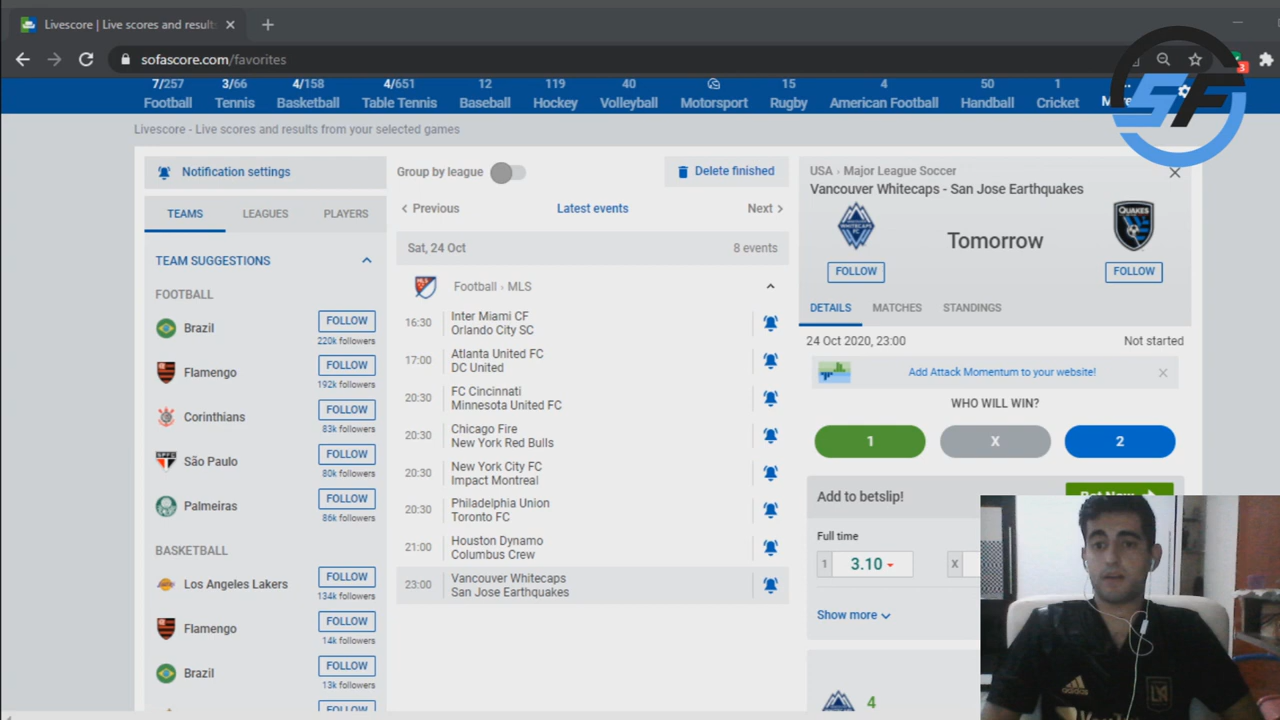 Livescore | Live scores and result
sofascore.com/favorites
3
7/257 3/66 4/158 4/651 12 119 40 15 4 50 1
Football Tennis Basketball Table Tennis Baseball Hockey Volleyball Motorsport Rugby American Football Handball Cricket
SF
Livescore - Live scores and results from your selected games
Notification settings
TEAMS LEAGUES PLAYERS
TEAM SUGGESTIONS
FOOTBALL
Brazil FOLLOW
220k followers
Flamengo FOLLOW
192k followers
Corinthians FOLLOW
83k followers
São Paulo FOLLOW
80k followers
Palmeiras FOLLOW
86k followers
BASKETBALL
Los Angeles Lakers FOLLOW
134k followers
Flamengo FOLLOW
14k followers
Brazil FOLLOW
13k followers
FOLLOW
Group by league
Delete finished
Previous Latest events Next
Sat, 24 Oct 8 events
Football › MLS
16:30 Inter Miami CF
Orlando City SC
17:00 Atlanta United FC
DC United
20:30 FC Cincinnati
Minnesota United FC
20:30 Chicago Fire
New York Red Bulls
20:30 New York City FC
Impact Montreal
20:30 Philadelphia Union
Toronto FC
21:00 Houston Dynamo
Columbus Crew
23:00 Vancouver Whitecaps
San Jose Earthquakes
USA › Major League Soccer
Vancouver Whitecaps - San Jose Earthquakes
WHITECAPS
QUAKES
Tomorrow
FOLLOW FOLLOW
DETAILS MATCHES STANDINGS
24 Oct 2020, 23:00 Not started
Add Attack Momentum to your website!
WHO WILL WIN?
1 X 2
Add to betslip!
Bet Now
Full time
1 3.10 X
Show more
4
adidas